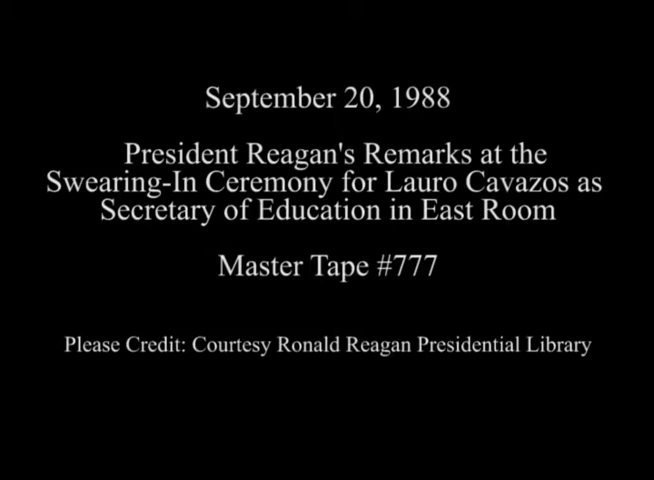 September 20, 1988
President Reagan's Remarks at the
Swearing-In Ceremony for Lauro Cavazos as
Secretary of Education in East Room
Master Tape #777
Please Credit: Courtesy Ronald Reagan Presidential Library